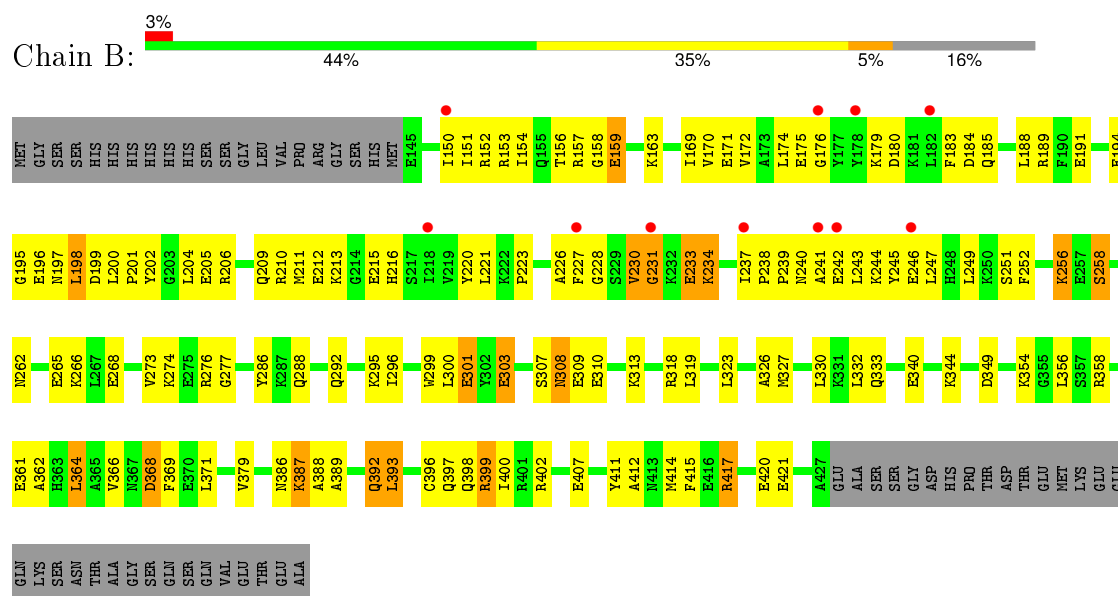 3%
Chain B:
44% 35% 5% 16%
MET GLY SER SER HIS HIS HIS HIS HIS HIS SER SER GLY LEU VAL PRO ARG GLY SER HIS MET E145 I150 I151 R152 R153 I154 Q155 T156 R157 G158 E159 K163 I169 V170 E171 V172 A173 L174 E175 G176 Y177 Y178 K179 D180 K181 L182 F183 D184 Q185 L188 R189 F190 E191 E194
G195 E196 N197 L198 D199 L200 P201 Y202 G203 L204 E205 R206 Q209 R210 M211 E212 K213 G214 E215 H216 S217 I218 V219 Y220 L221 K222 P223 A226 F227 G228 S229 V230 G231 K232 E233 K234 I237 P238 P239 N240 A241 E242 L243 K244 Y245 E246 L247 H248 L249 K250 S251 F252 K256 E257 S258
N262 E265 K266 L267 E268 V273 K274 E275 R276 G277 Y286 K287 Q288 Q292 K295 I296 W299 L300 E301 Y302 E303 S307 N308 E309 E310 K313 R318 L319 L323 A326 M327 L330 K331 L332 Q333 E340 K344 D349 K354 G355 L356 S357 R358
E361 A362 H363 L364 A365 V366 N367 D368 F369 E370 L371 V379 N386 K387 A388 A389 Q392 L393 C396 Q397 Q398 R399 I400 R401 R402 E407 Y411 A412 N413 M414 F415 E416 R417 E420 E421 A427 GLU ALA SER SER GLY ASP HIS PRO THR ASP THR GLU MET LYS GLU GLU
GLN LYS SER ASN THR ALA GLY SER GLN SER GLN VAL GLU THR GLU ALA